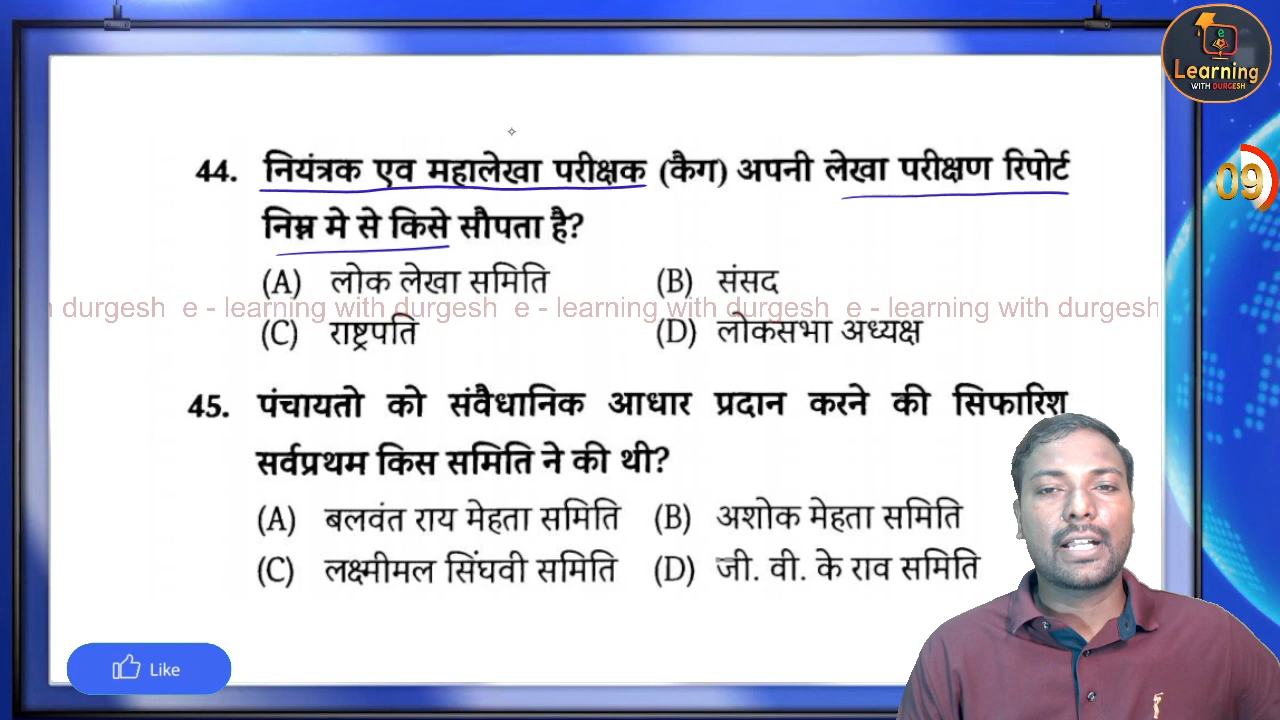 e
Learning
WITH DURGESH
09
44. नियंत्रक एव महालेखा परीक्षक (कैग) अपनी लेखा परीक्षण रिपोर्ट
निम्न मे से किसे सौपता है?
(A) लोक लेखा समिति (B) संसद
h durgesh e - learning with durgesh e - learning with durgesh e - learning with durgesh
(C) राष्ट्रपति (D) लोकसभा अध्यक्ष
45. पंचायतो को संवैधानिक आधार प्रदान करने की सिफारिश
सर्वप्रथम किस समिति ने की थी?
(A) बलवंत राय मेहता समिति (B) अशोक मेहता समिति
(C) लक्ष्मीमल सिंघवी समिति (D) जी. वी. के राव समिति
Like